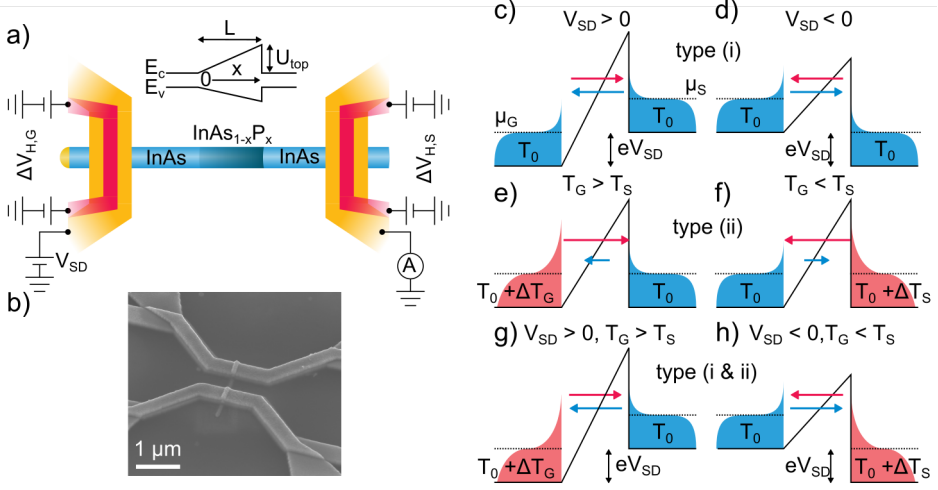 a)
L
E_c
E_v
0
x
U_top
ΔV_H,G
InAs
InAs_1-xP_x
InAs
ΔV_H,S
V_SD
A
b)
1 µm
c)
V_SD > 0
d)
V_SD < 0
type (i)
μ_G
μ_S
T_0
T_0
eV_SD
T_0
T_0
eV_SD
e)
T_G > T_S
f)
T_G < T_S
type (ii)
T_0 +ΔT_G
T_0
T_0
T_0 +ΔT_S
g)
V_SD > 0, T_G > T_S
h)
V_SD < 0,T_G < T_S
type (i & ii)
T_0 +ΔT_G
T_0
eV_SD
T_0
eV_SD
T_0 +ΔT_S